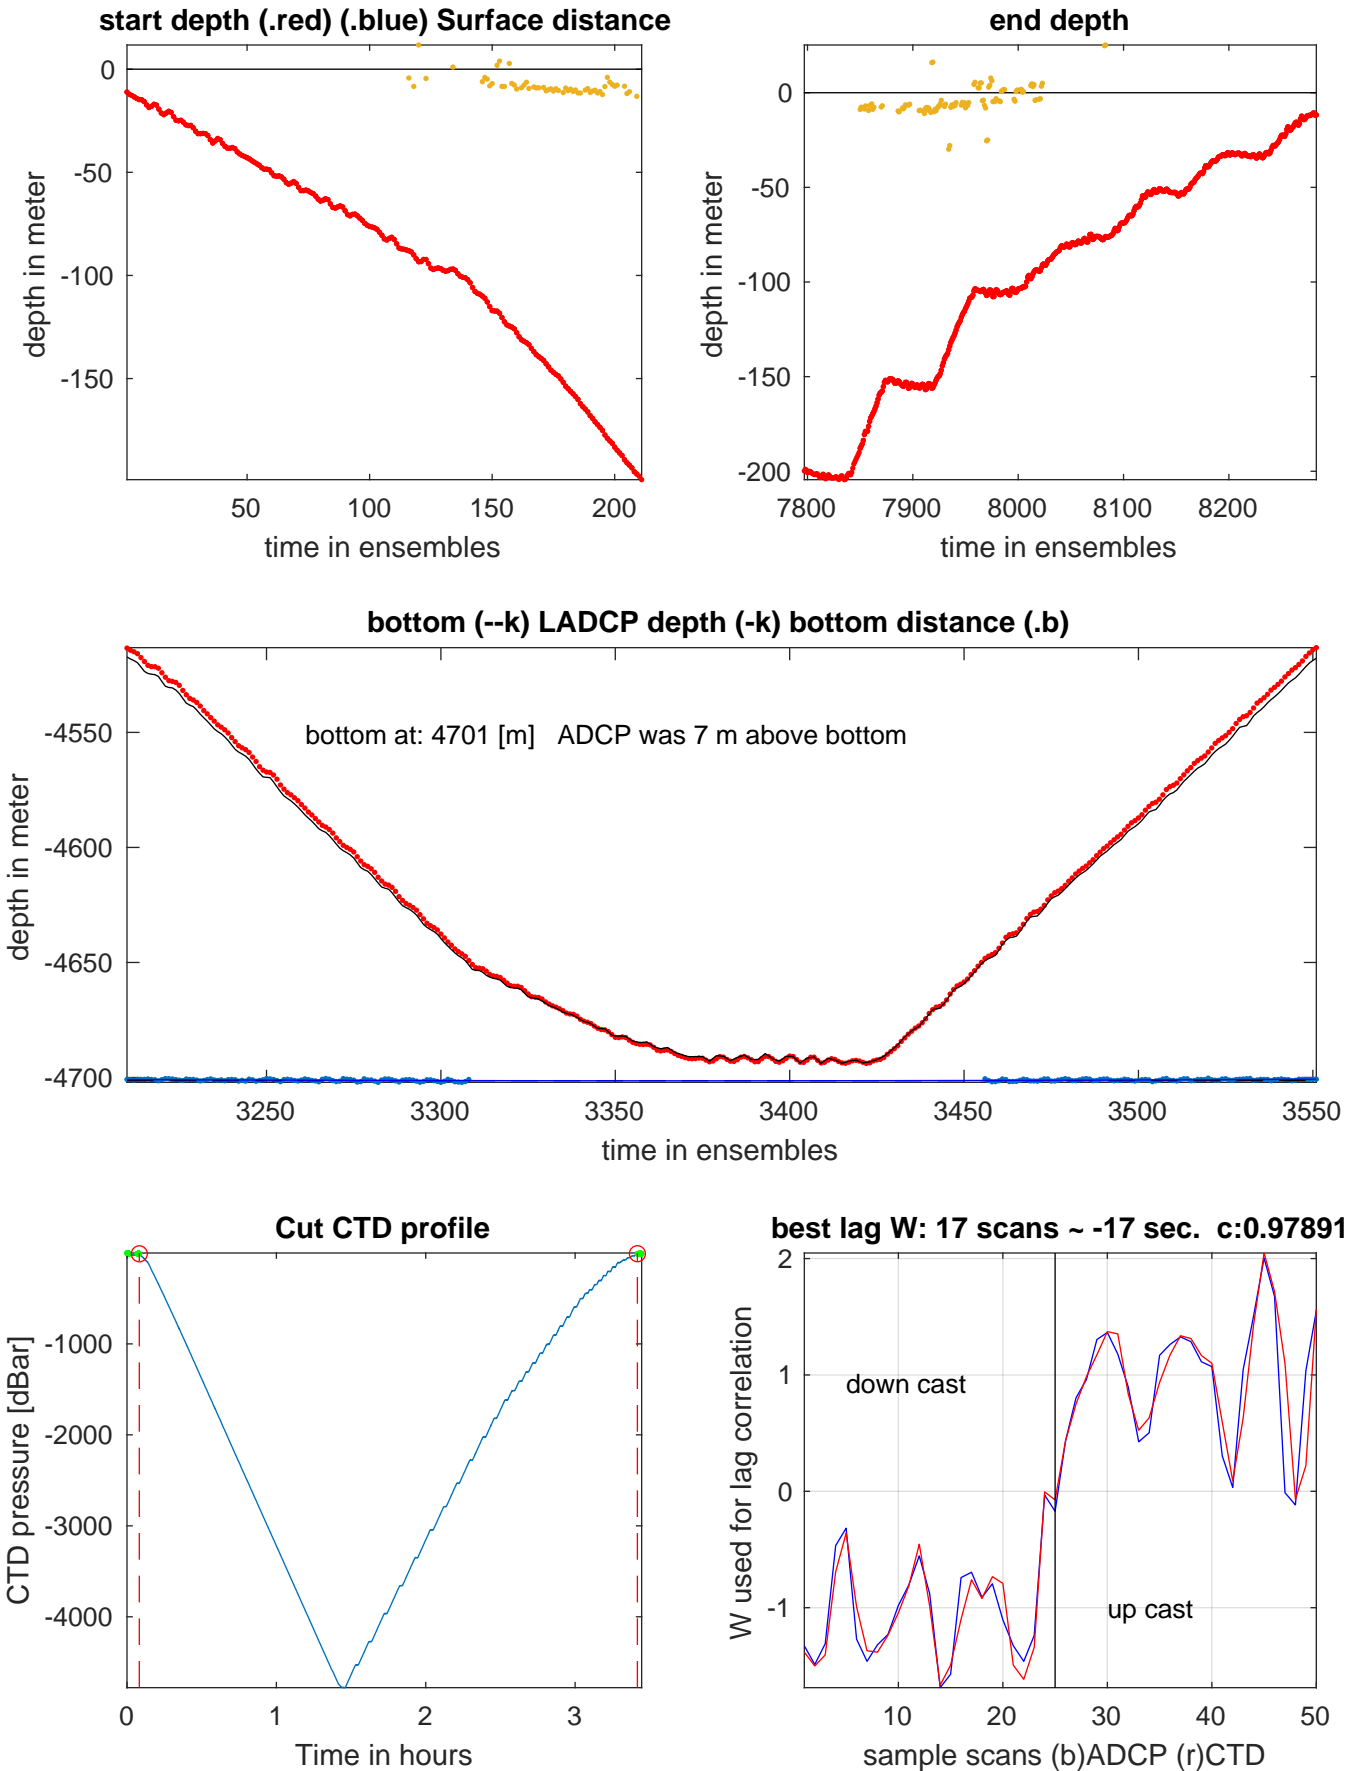 start depth (.red) (.blue) Surface distance
end depth
0
-50
-100
-150
depth in meter
50
100
150
200
time in ensembles
0
-50
-100
-150
-200
depth in meter
7800
7900
8000
8100
8200
time in ensembles
bottom (--k) LADCP depth (-k) bottom distance (.b)
bottom at: 4701 [m] ADCP was 7 m above bottom
-4550
-4600
-4650
-4700
depth in meter
3250
3300
3350
3400
3450
3500
3550
time in ensembles
Cut CTD profile
-1000
-2000
-3000
-4000
CTD pressure [dBar]
0
1
2
3
Time in hours
best lag W: 17 scans ~ -17 sec. c:0.97891
2
1
0
-1
W used for lag correlation
down cast
up cast
10
20
30
40
50
sample scans (b)ADCP (r)CTD